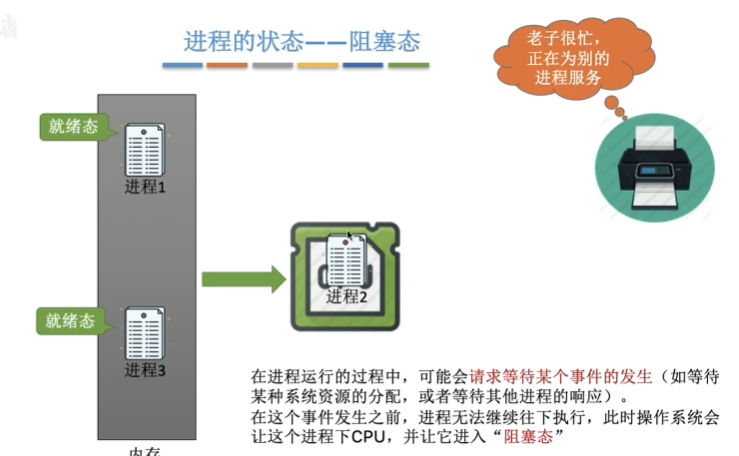 进程的状态——阻塞态
老子很忙，
正在为别的
进程服务
就绪态
进程1
进程2
就绪态
进程3
在进程运行的过程中，可能会请求等待某个事件的发生（如等待
某种系统资源的分配，或者等待其他进程的响应）。
在这个事件发生之前，进程无法继续往下执行，此时操作系统会
让这个进程下CPU，并让它进入“阻塞态”
内存